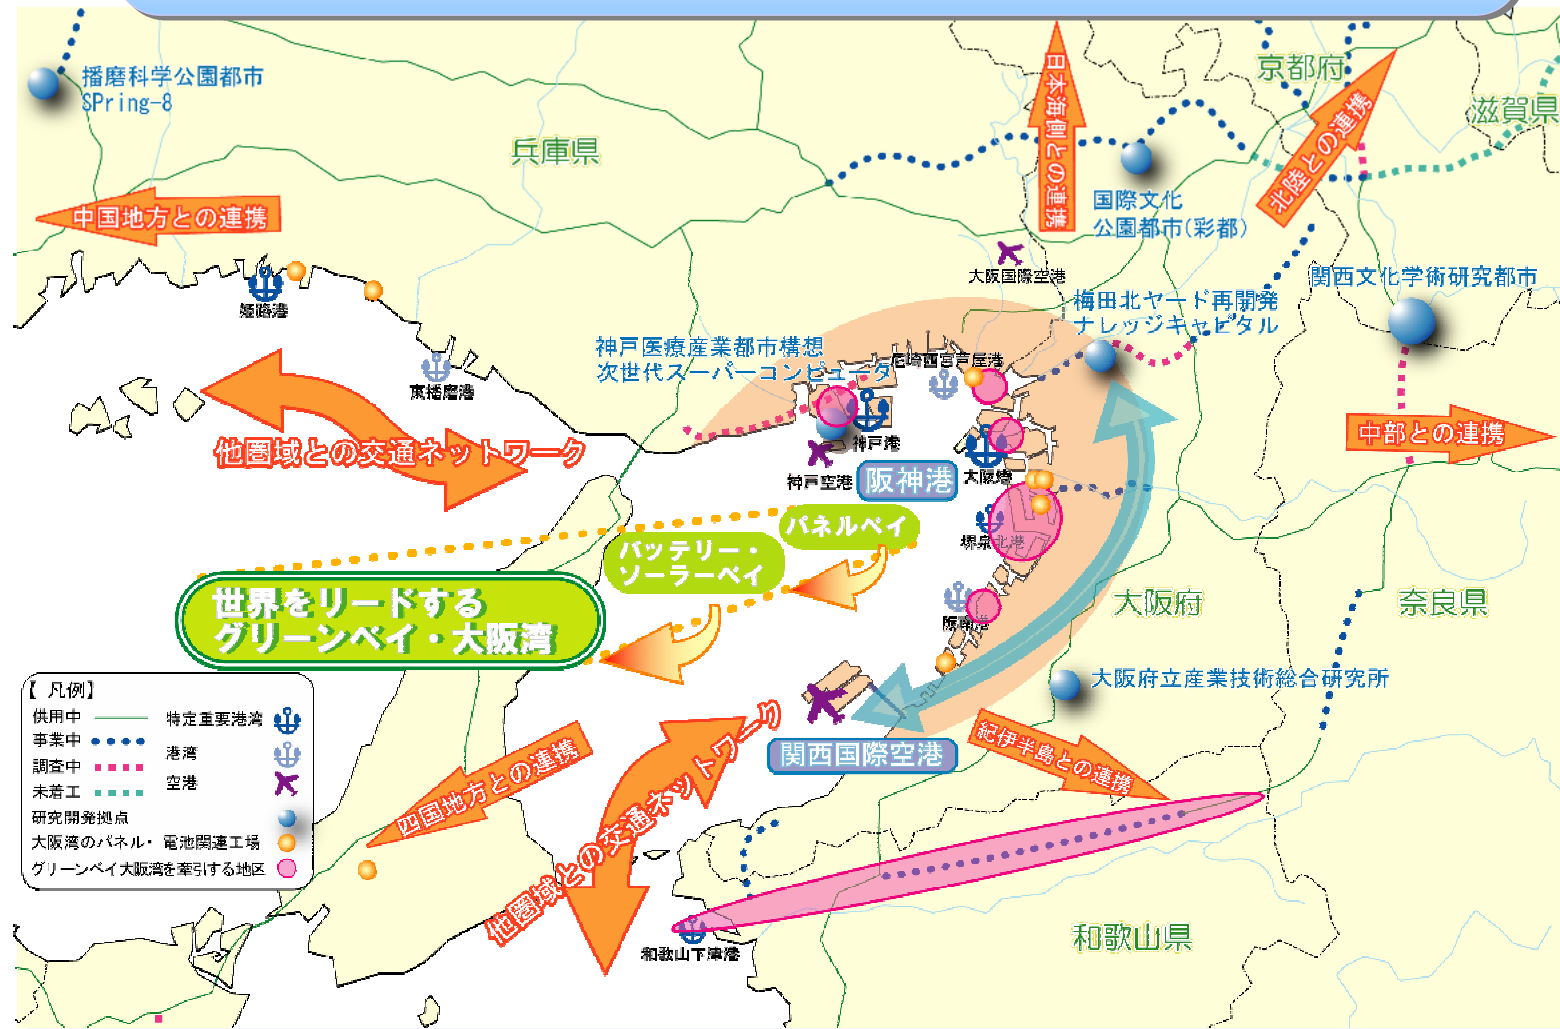 播磨科学公園都市
SPring-8
兵庫県
日本海側との連携
京都府
滋賀県
北陸との連携
中国地方との連携
国際文化
公園都市(彩都)
大阪国際空港
関西文化学術研究都市
姫路港
東播磨港
神戸医療産業都市構想
次世代スーパーコンピュータ
尼崎西宮芦屋港
梅田北ヤード再開発
ナレッジキャピタル
中部との連携
他圏域との交通ネットワーク
神戸港
神戸空港
阪神港
大阪港
パネルベイ
バッテリー・
ソーラーベイ
堺泉北港
世界をリードする
グリーンベイ・大阪湾
阪南港
大阪府
奈良県
大阪府立産業技術総合研究所
関西国際空港
紀伊半島との連携
四国地方との連携
他圏域との交通ネットワーク
和歌山下津港
和歌山県
【 凡例】
供用中
事業中
調査中
未着工
特定重要港湾
港湾
空港
研究開発拠点
大阪湾のパネル・電池関連工場
グリーンベイ大阪湾を牽引する地区